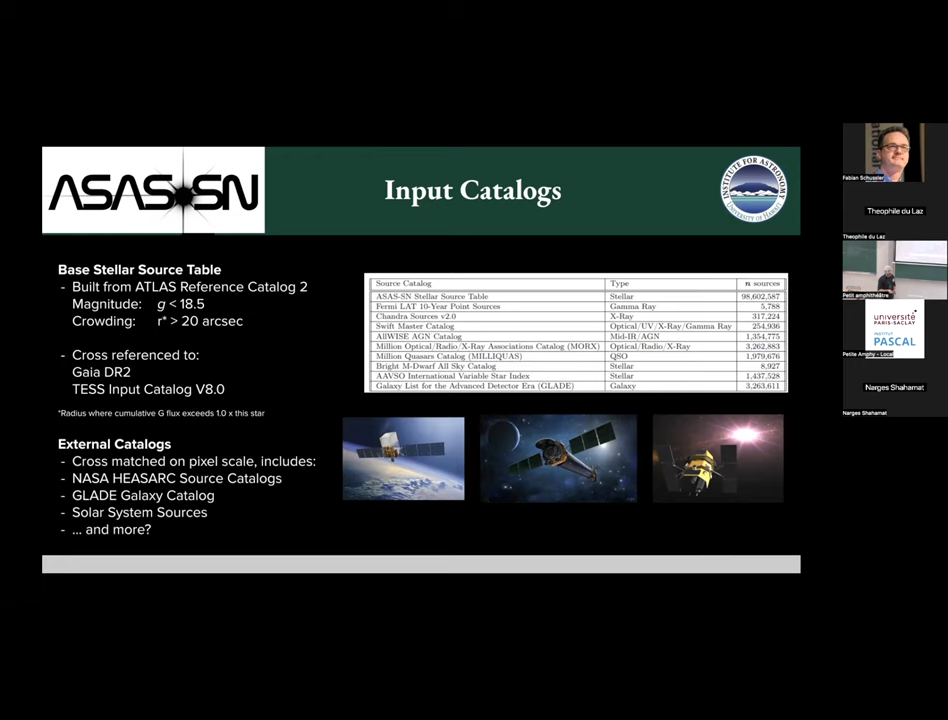 ASAS-SN
Input Catalogs
INSTITUTE FOR ASTRONOMY
UNIVERSITY OF HAWAII
Base Stellar Source Table
- Built from ATLAS Reference Catalog 2
Magnitude: g < 18.5
Crowding: r* > 20 arcsec
- Cross referenced to:
Gaia DR2
TESS Input Catalog V8.0
*Radius where cumulative G flux exceeds 1.0 x this star
External Catalogs
- Cross matched on pixel scale, includes:
- NASA HEASARC Source Catalogs
- GLADE Galaxy Catalog
- Solar System Sources
- ... and more?
Source Catalog Type n sources
ASAS-SN Stellar Source Table Stellar 98,602,587
Fermi LAT 10-Year Point Sources Gamma Ray 5,788
Chandra Sources v2.0 X-Ray 317,224
Swift Master Catalog Optical/UV/X-Ray/Gamma Ray 254,936
AllWISE AGN Catalog Mid-IR/AGN 1,354,775
Million Optical/Radio/X-Ray Associations Catalog (MORX) Optical/Radio/X-Ray 3,262,883
Million Quasars Catalog (MILLIQUAS) QSO 1,979,676
Bright M-Dwarf All Sky Catalog Stellar 8,927
AAVSO International Variable Star Index Stellar 1,437,528
Galaxy List for the Advanced Detector Era (GLADE) Galaxy 3,263,611
Fabian Schussler
Theophile du Laz
Theophile du Laz
Petit amphithéâtre
université
PARIS-SACLAY
INSTITUT
PASCAL
Petite Amphy - Local
Narges Shahamat
Narges Shahamat